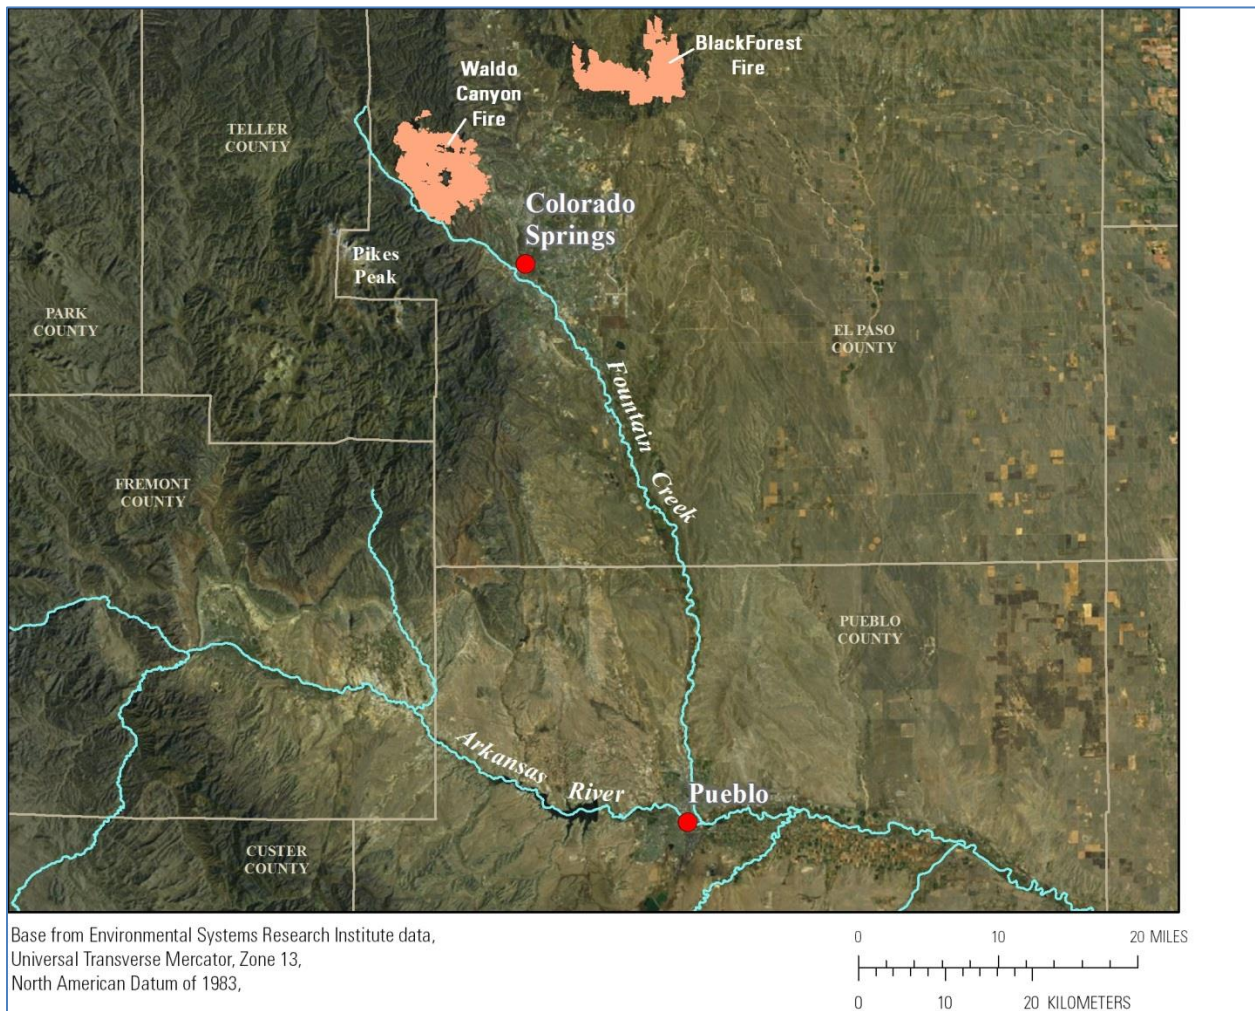 BlackForest
Fire
Waldo
Canyon
Fire
TELLER
COUNTY
Colorado
Springs
Pikes
Peak
PARK
COUNTY
EL PASO
COUNTY
Fountain Creek
FREMONT
COUNTY
PUEBLO
COUNTY
Arkansas River
Pueblo
CUSTER
COUNTY
Base from Environmental Systems Research Institute data,
Universal Transverse Mercator, Zone 13,
North American Datum of 1983,
0 10 20 MILES
0 10 20 KILOMETERS